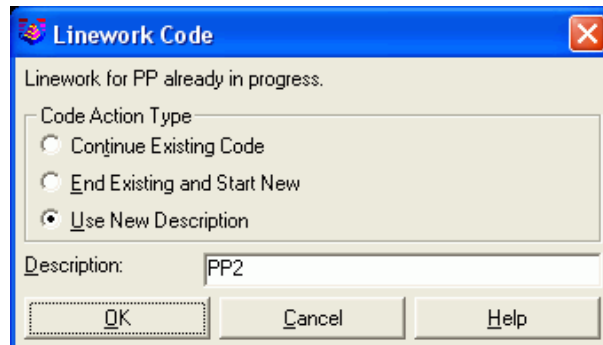 Linework Code
Linework for PP already in progress.
Code Action Type
Continue Existing Code
End Existing and Start New
Use New Description
Description: PP2
OK Cancel Help